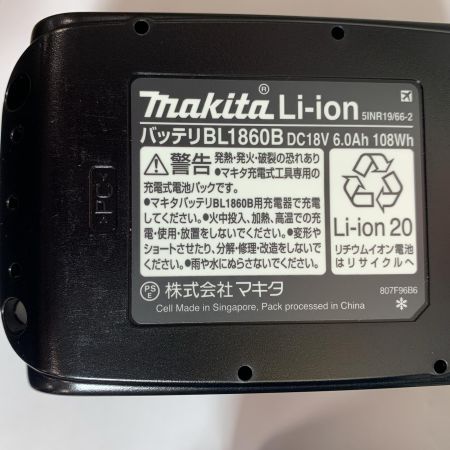 makita® Li-ion 5INR19/66-2
バッテリBL1860B DC18V 6.0Ah 108Wh
警告 発熱・発火・破裂の恐れあり
●マキタ充電式工具専用の
充電式電池パックです。
●マキタバッテリBL1860B用充電器で充電
してください。●火中投入、加熱、高温での充
電・使用・放置をしないでください。●変形や
ショートさせたり、分解・修理・改造をしないで
ください。●雨や水にぬらさないでください。
Li-ion 20
リチウムイオン電池
はリサイクルへ
PS
E
株式会社マキタ
Cell Made in Singapore, Pack processed in China
807F96B6
>PC<